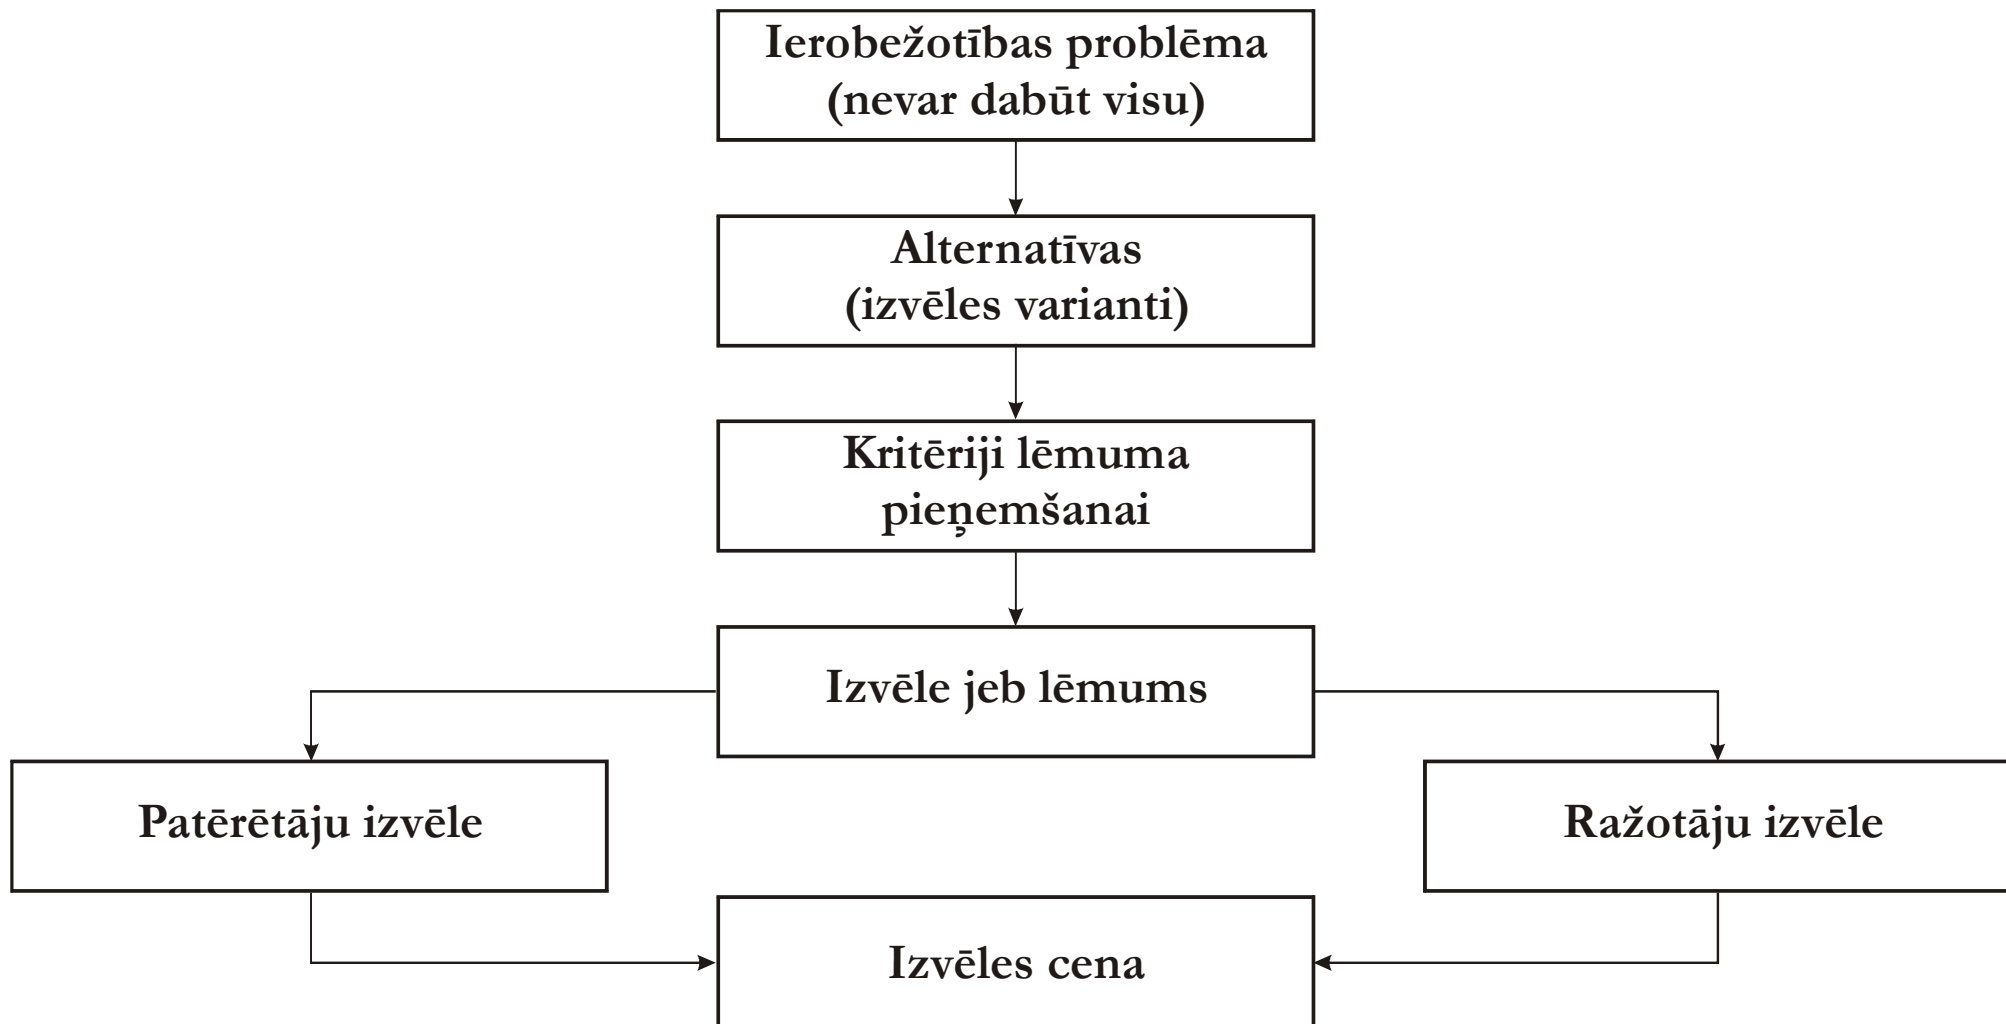 Ierobežotības problēma
(nevar dabūt visu)
Alternatīvas
(izvēles varianti)
Kritēriji lēmuma
pieņemšanai
Izvēle jeb lēmums
Patērētāju izvēle
Ražotāju izvēle
Izvēles cena